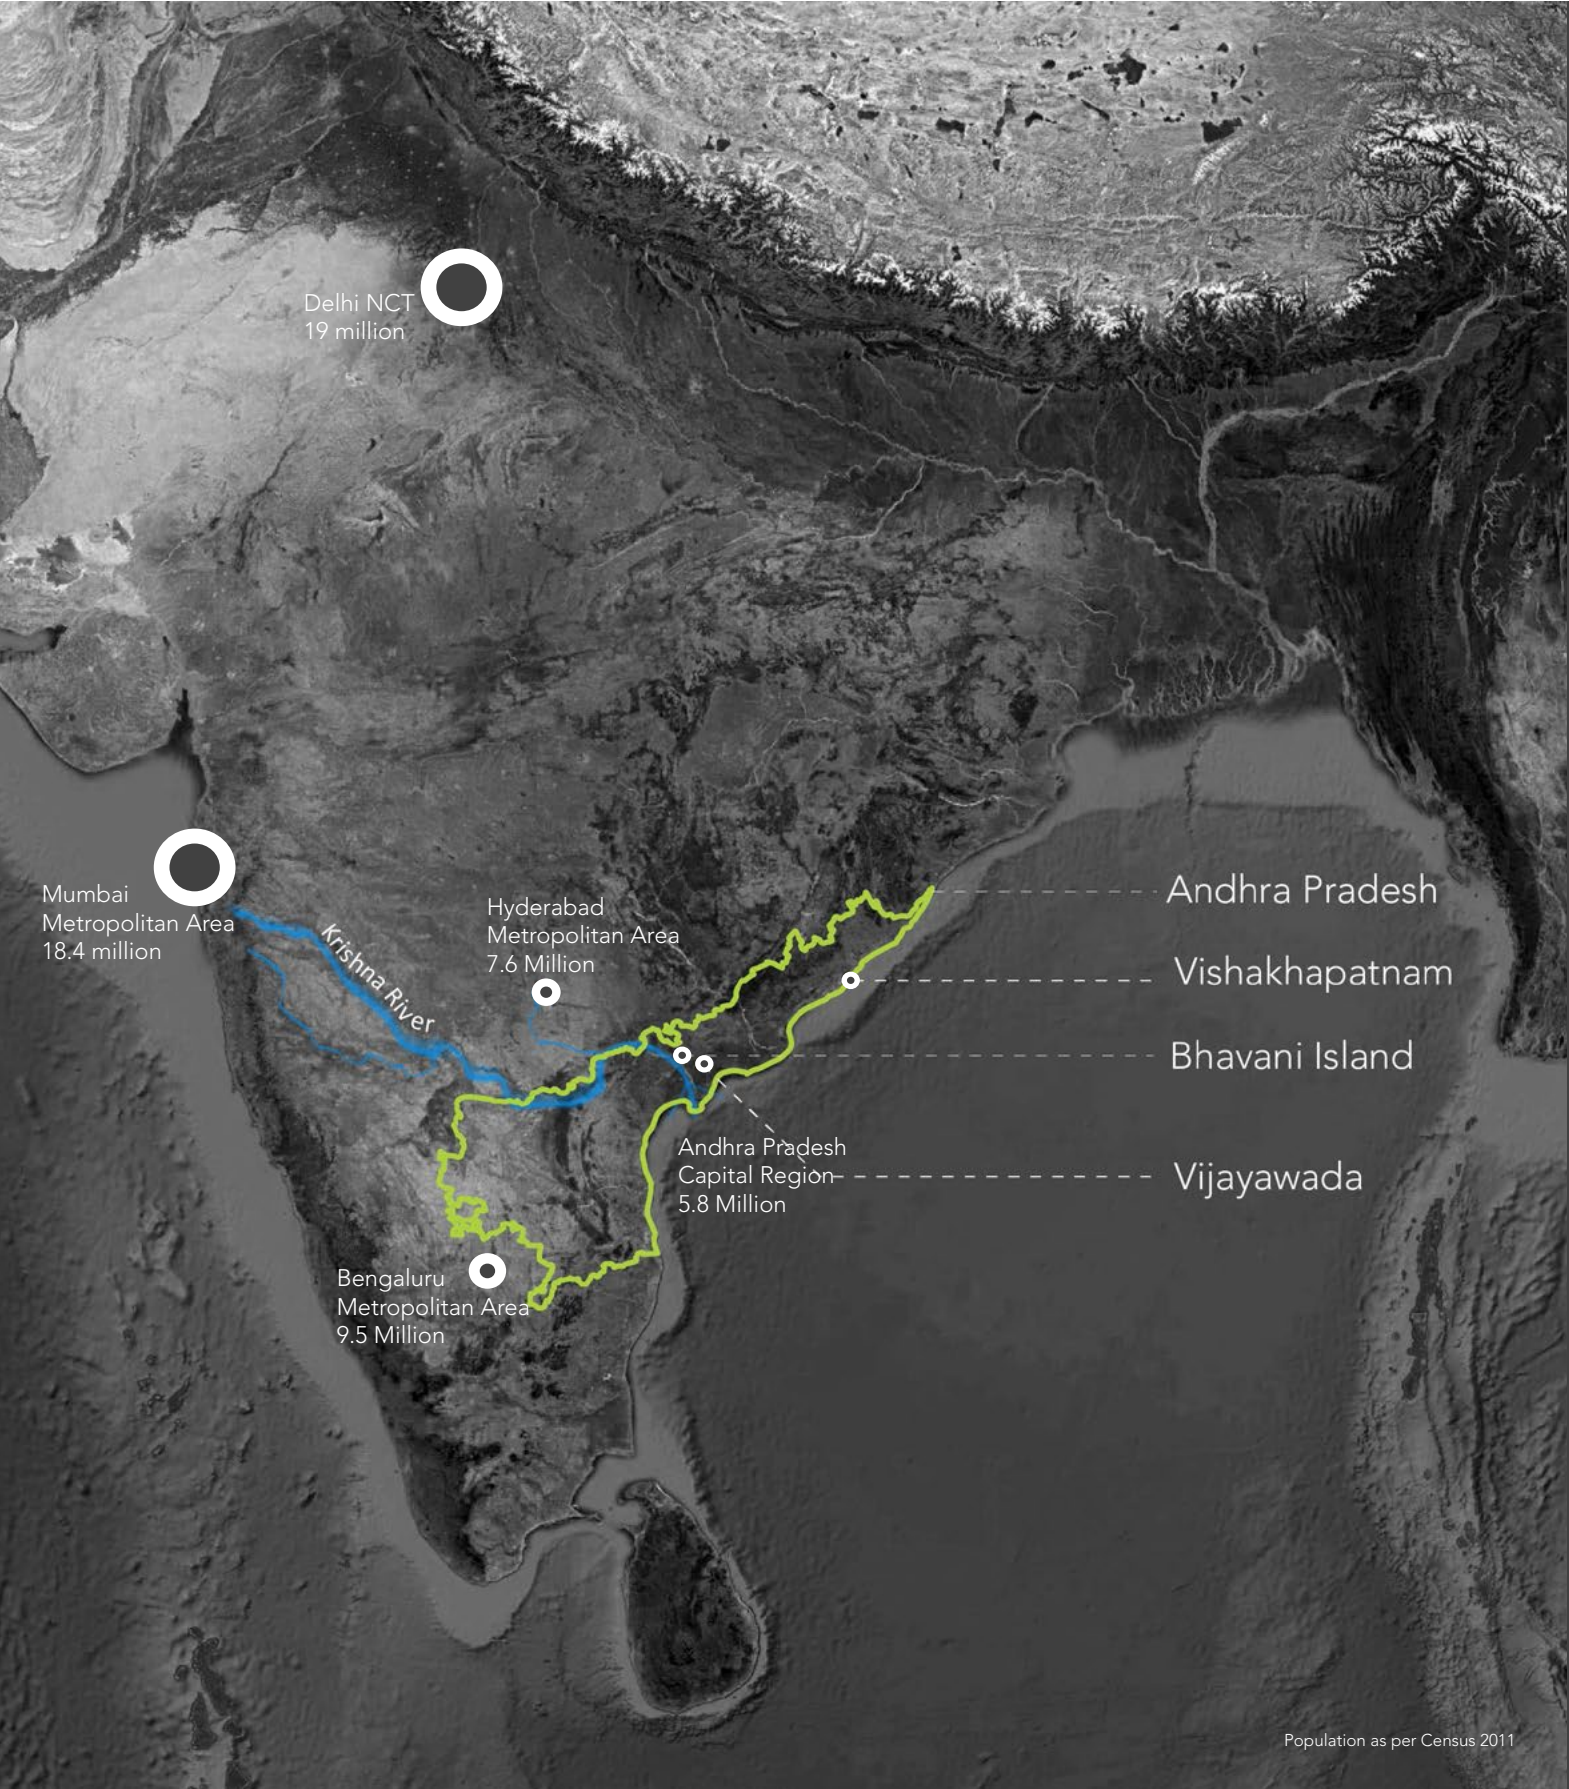 Delhi NCT
19 million
Mumbai
Metropolitan Area
18.4 million
Krishna River
Hyderabad
Metropolitan Area
7.6 Million
Andhra Pradesh
Vishakhapatnam
Bhavani Island
Andhra Pradesh
Capital Region
5.8 Million
Vijayawada
Bengaluru
Metropolitan Area
9.5 Million
Population as per Census 2011